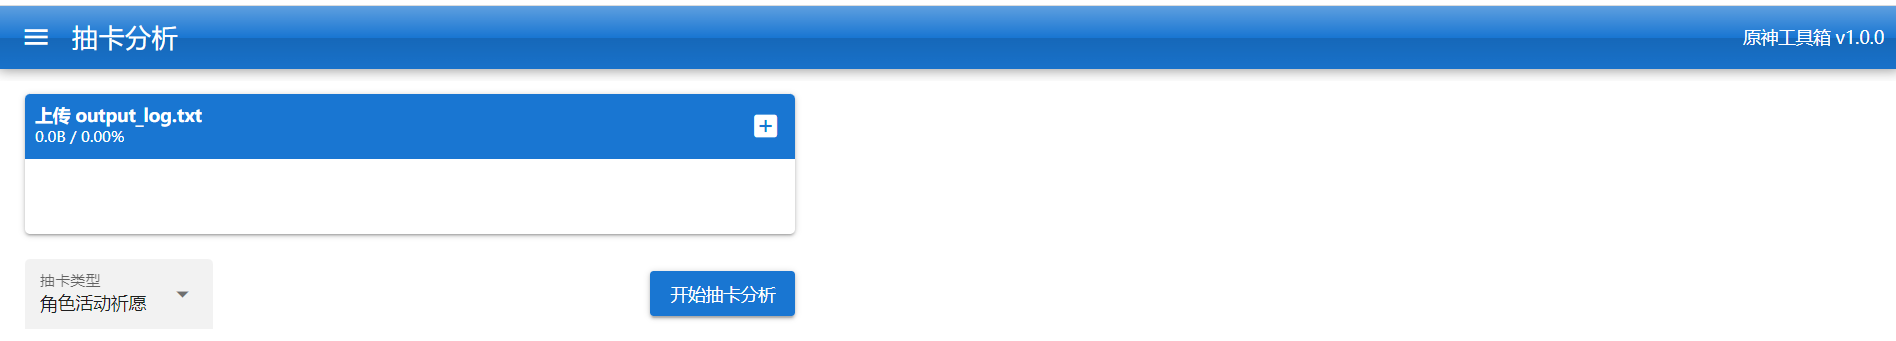 抽卡分析
原神工具箱 v1.0.0
上传 output_log.txt
0.0B / 0.00%
抽卡类型
角色活动祈愿
开始抽卡分析